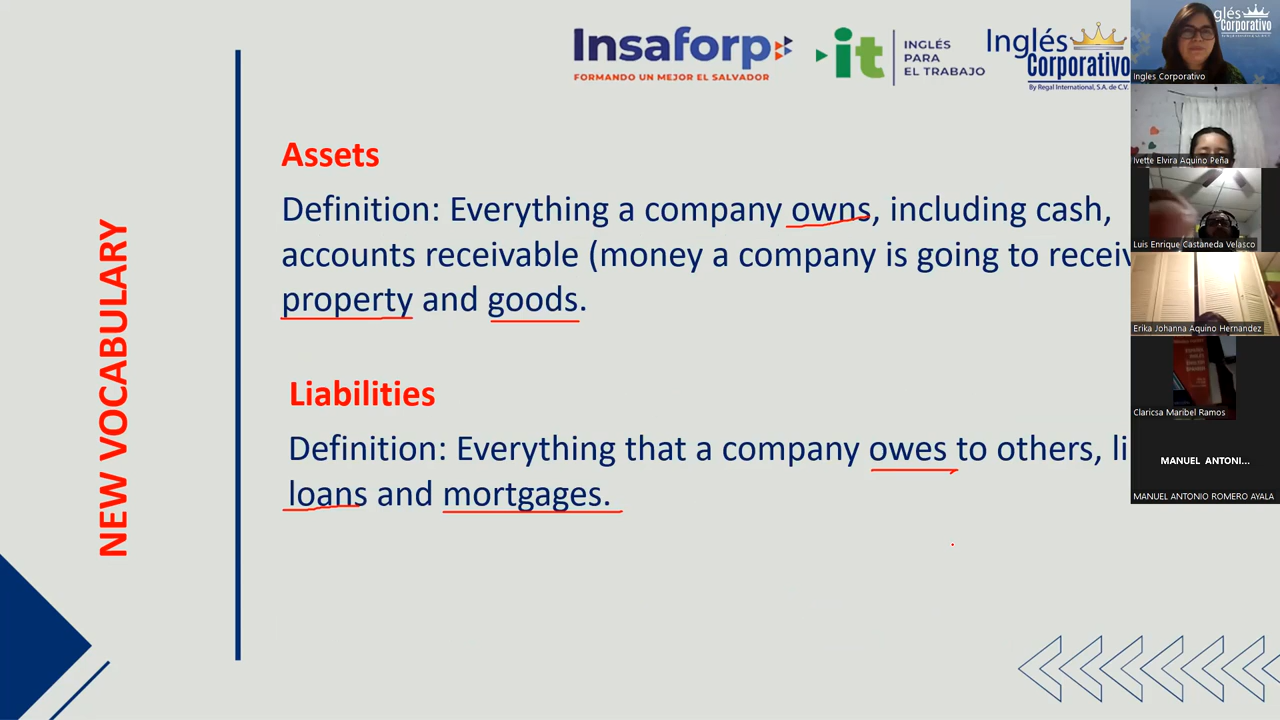 Insaforp
FORMANDO UN MEJOR EL SALVADOR
it
INGLÉS
PARA
EL TRABAJO
Inglés
Corporativo
By Regal International, S.A. de C.V.
glés
Corporativo
Ingles Corporativo
Ivette Elvira Aquino Peña
Luis Enrique Castaneda Velasco
Erika Johanna Aquino Hernandez
Claricsa Maribel Ramos
MANUEL ANTONI...
MANUEL ANTONIO ROMERO AYALA
NEW VOCABULARY
Assets
Definition: Everything a company owns, including cash,
accounts receivable (money a company is going to receiv
property and goods.
Liabilities
Definition: Everything that a company owes to others, li
loans and mortgages.